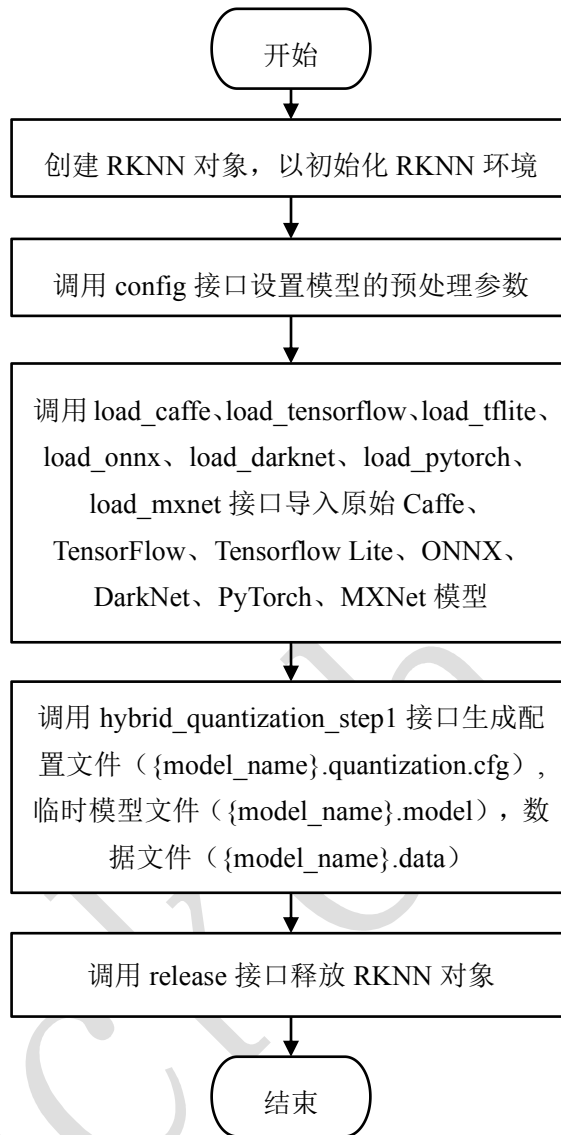 开始
创建 RKNN 对象，以初始化 RKNN 环境
调用 config 接口设置模型的预处理参数
调用 load_caffe、load_tensorflow、load_tflite、
load_onnx、load_darknet、load_pytorch、
load_mxnet 接口导入原始 Caffe、
TensorFlow、Tensorflow Lite、ONNX、
DarkNet、PyTorch、MXNet 模型
调用 hybrid_quantization_step1 接口生成配
置文件（{model_name}.quantization.cfg）,
临时模型文件（{model_name}.model），数
据文件（{model_name}.data）
调用 release 接口释放 RKNN 对象
结束